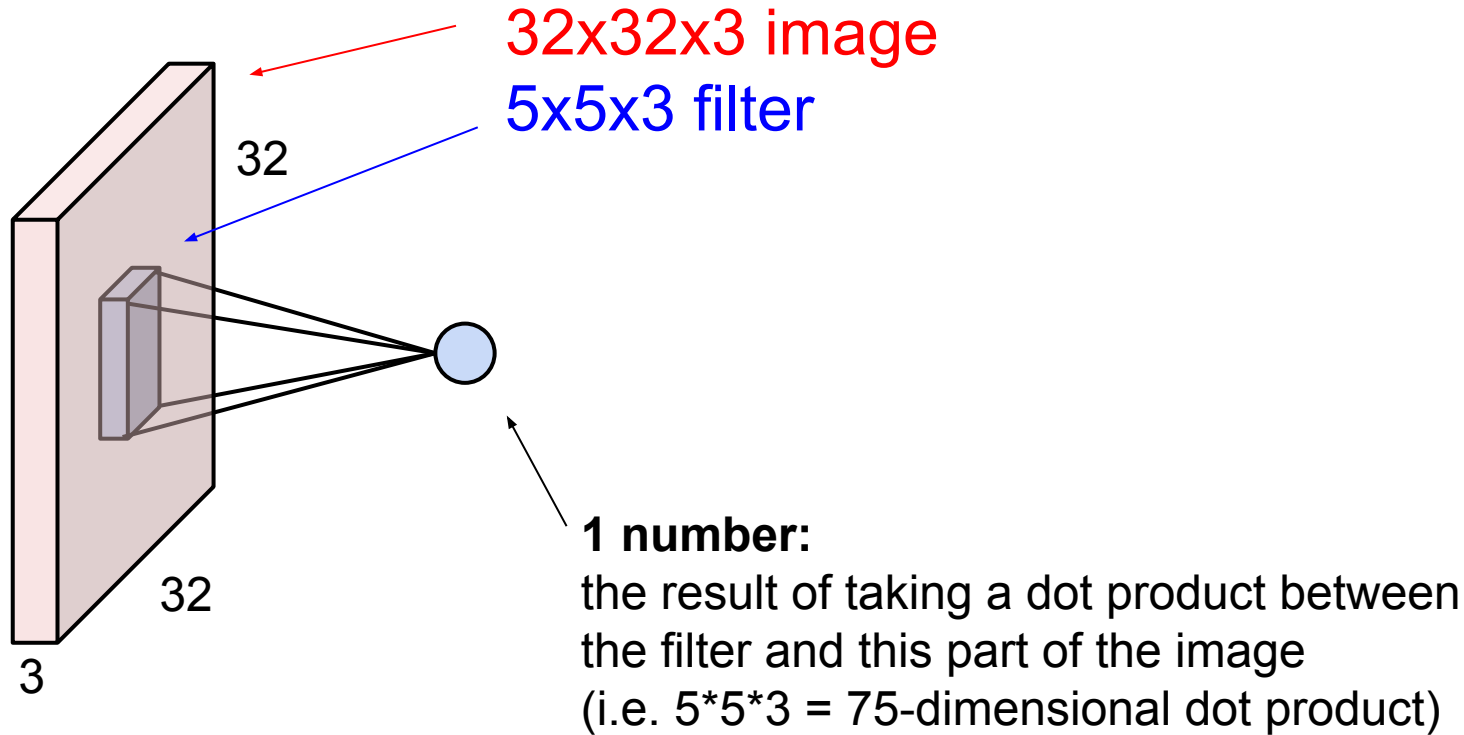 32x32x3 image
5x5x3 filter
32
32
3
1 number:
the result of taking a dot product between
the filter and this part of the image
(i.e. 5*5*3 = 75-dimensional dot product)